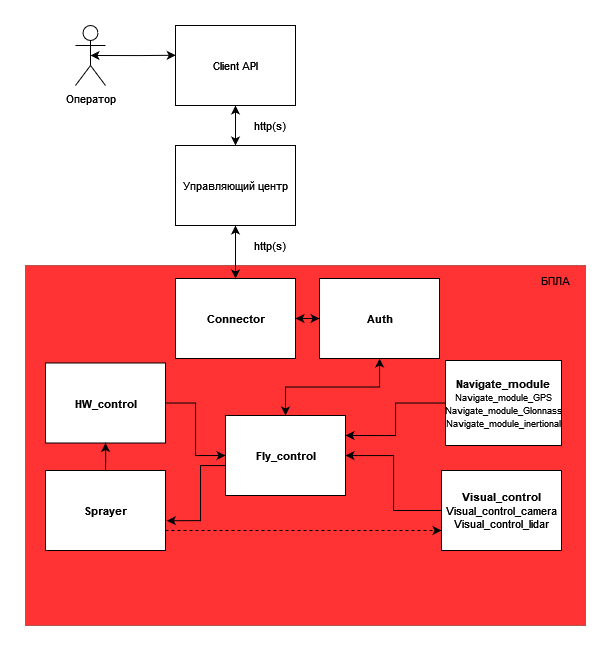 Client API
Оператор
http(s)
Управляющий центр
http(s)
БПЛА
Connector
Auth
HW_control
Navigate_module
Navigate_module_GPS
Navigate_module_Glonnass
Navigate_module_inertional
Fly_control
Sprayer
Visual_control
Visual_control_camera
Visual_control_lidar